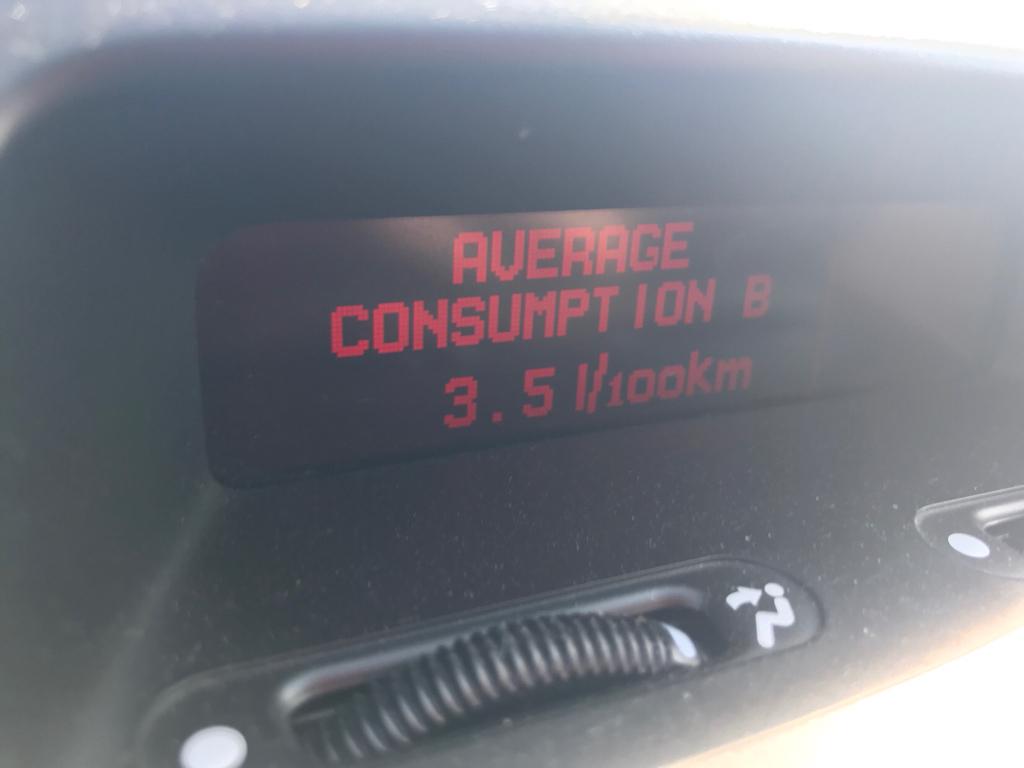 AVERAGE
CONSUMPTION B
3.5 l/100km